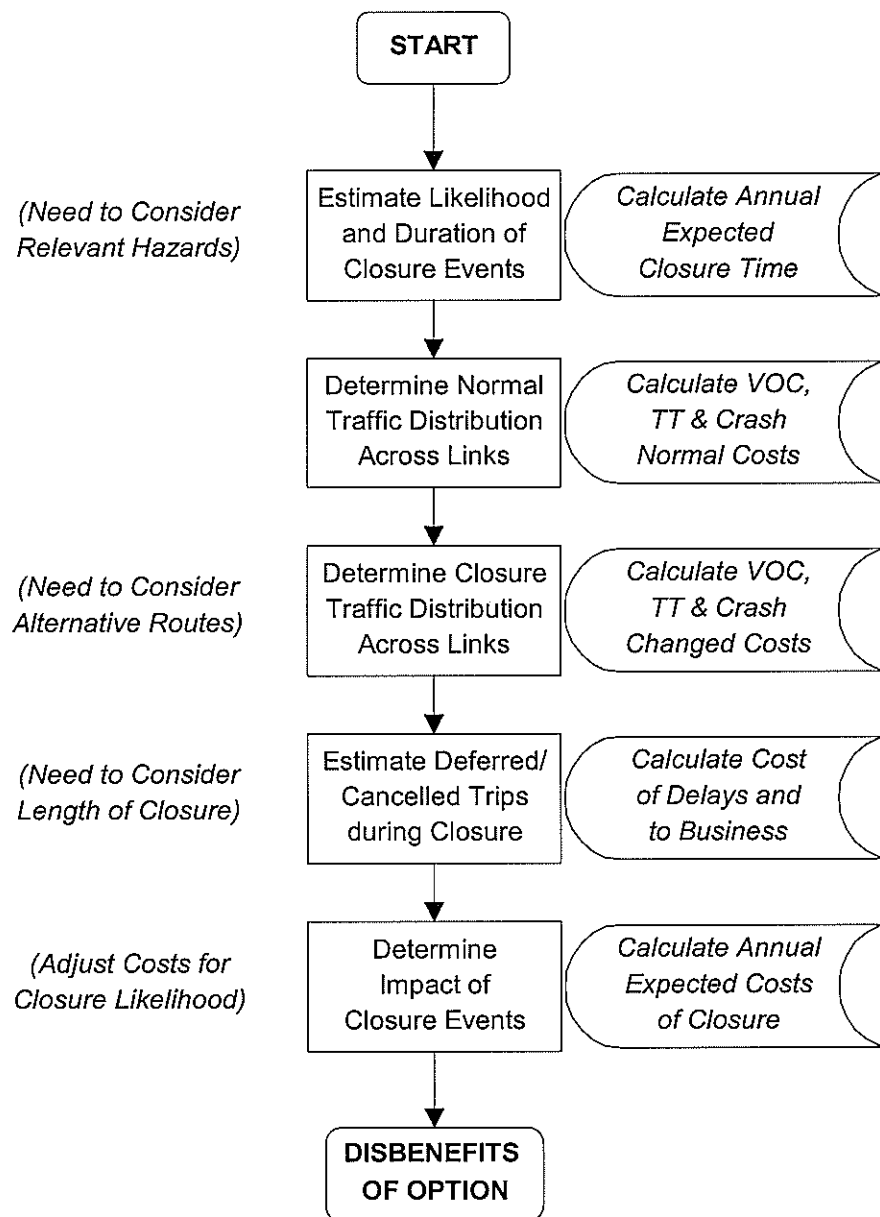 START
(Need to Consider
Relevant Hazards)
Estimate Likelihood
and Duration of
Closure Events
Calculate Annual
Expected
Closure Time
Determine Normal
Traffic Distribution
Across Links
Calculate VOC,
TT & Crash
Normal Costs
(Need to Consider
Alternative Routes)
Determine Closure
Traffic Distribution
Across Links
Calculate VOC,
TT & Crash
Changed Costs
(Need to Consider
Length of Closure)
Estimate Deferred/
Cancelled Trips
during Closure
Calculate Cost
of Delays and
to Business
(Adjust Costs for
Closure Likelihood)
Determine
Impact of
Closure Events
Calculate Annual
Expected Costs
of Closure
DISBENEFITS
OF OPTION